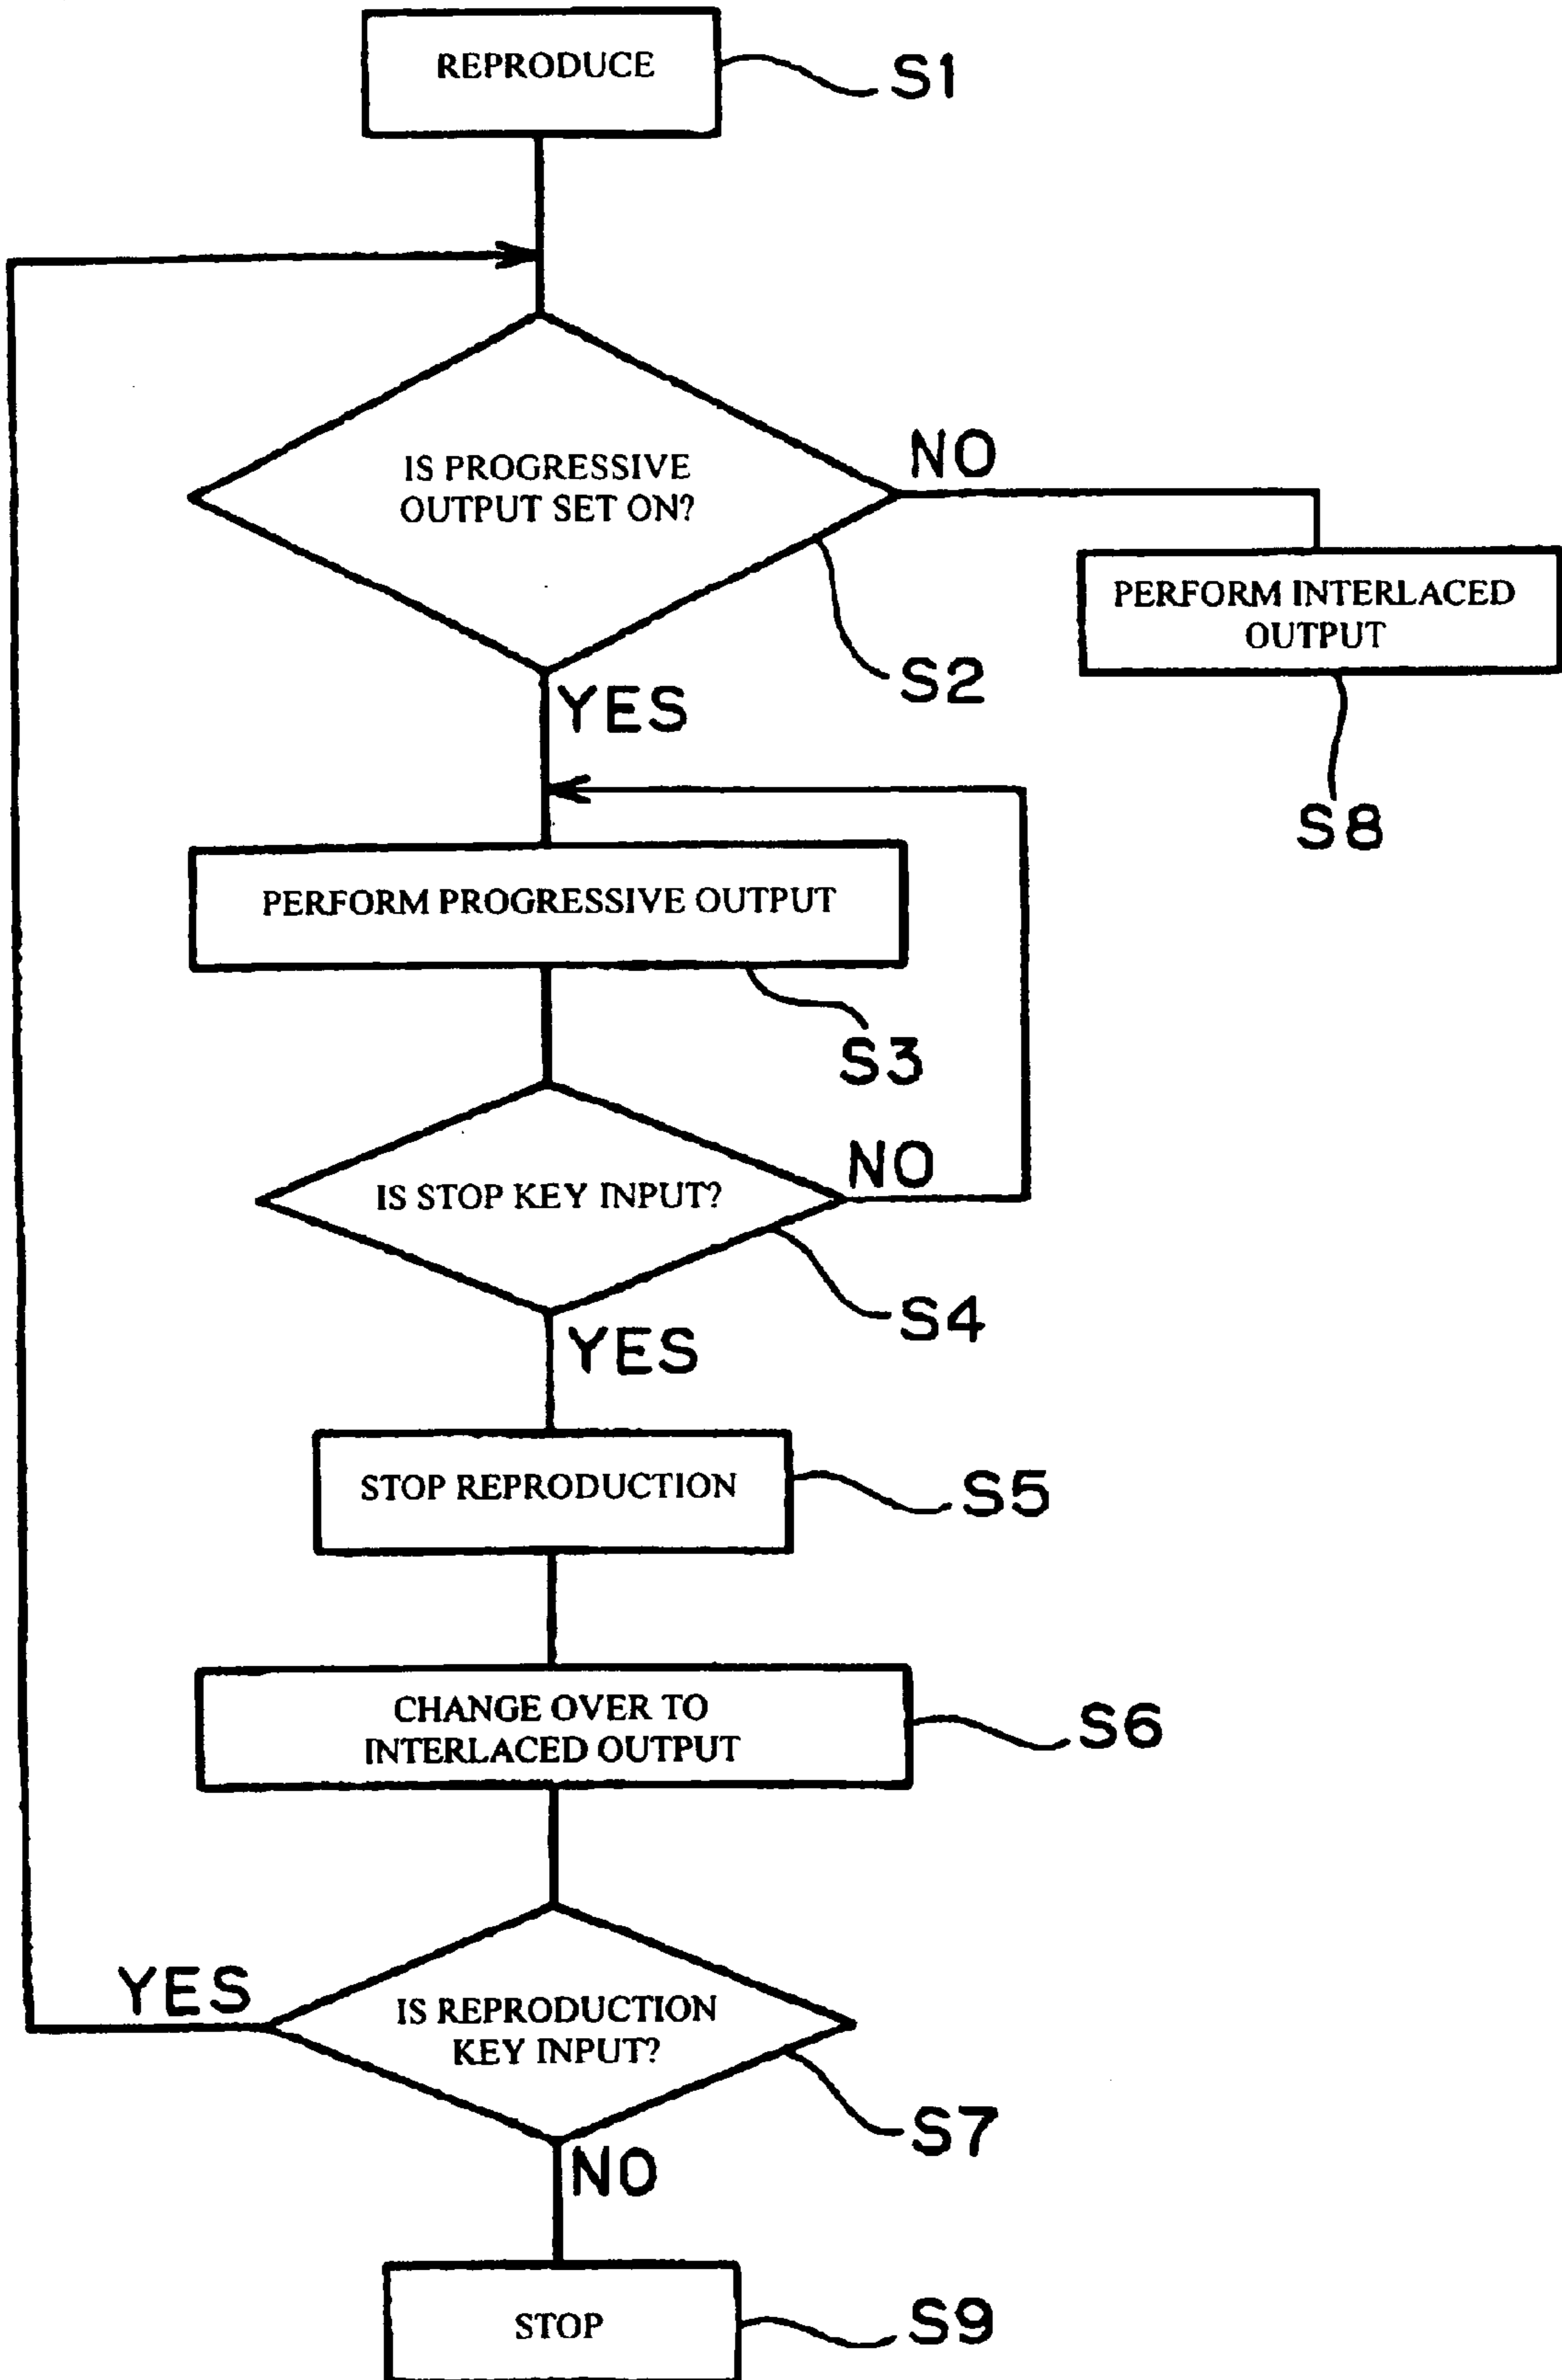 REPRODUCE
S1
IS PROGRESSIVE
OUTPUT SET ON?
NO
S2
YES
PERFORM INTERLACED
OUTPUT
S8
PERFORM PROGRESSIVE OUTPUT
S3
IS STOP KEY INPUT?
NO
S4
YES
STOP REPRODUCTION
S5
CHANGE OVER TO
INTERLACED OUTPUT
S6
IS REPRODUCTION
KEY INPUT?
YES
S7
NO
STOP
S9